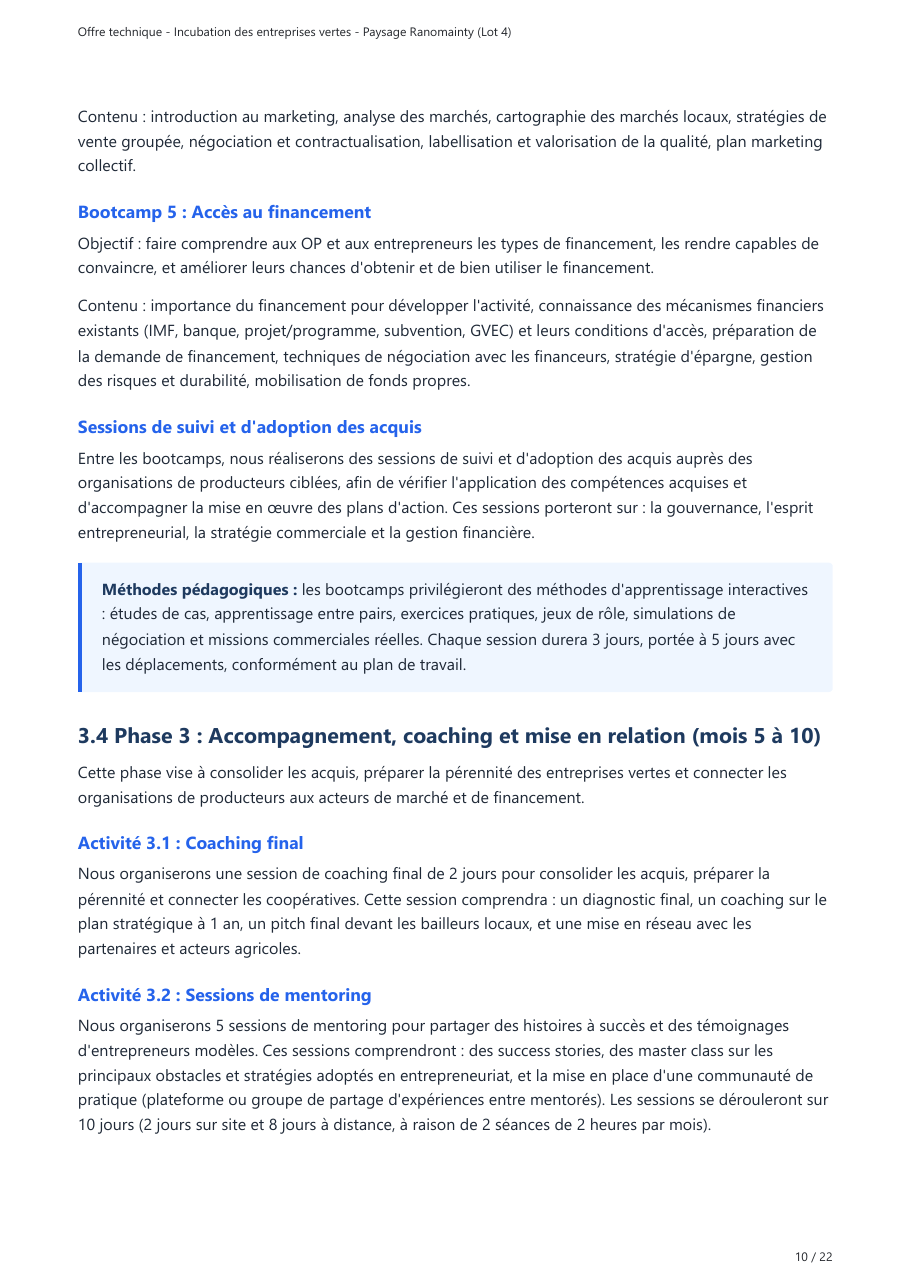 Offre technique - Incubation des entreprises vertes - Paysage Ranomainty (Lot 4)
Contenu : introduction au marketing, analyse des marchés, cartographie des marchés locaux, stratégies de
vente groupée, négociation et contractualisation, labellisation et valorisation de la qualité, plan marketing
collectif.
Bootcamp 5 : Accès au financement
Objectif : faire comprendre aux OP et aux entrepreneurs les types de financement, les rendre capables de
convaincre, et améliorer leurs chances d'obtenir et de bien utiliser le financement.
Contenu : importance du financement pour développer l'activité, connaissance des mécanismes financiers
existants (IMF, banque, projet/programme, subvention, GVEC) et leurs conditions d'accès, préparation de
la demande de financement, techniques de négociation avec les financeurs, stratégie d'épargne, gestion
des risques et durabilité, mobilisation de fonds propres.
Sessions de suivi et d'adoption des acquis
Entre les bootcamps, nous réaliserons des sessions de suivi et d'adoption des acquis auprès des
organisations de producteurs ciblées, afin de vérifier l'application des compétences acquises et
d'accompagner la mise en œuvre des plans d'action. Ces sessions porteront sur : la gouvernance, l'esprit
entrepreneurial, la stratégie commerciale et la gestion financière.
Méthodes pédagogiques : les bootcamps privilégieront des méthodes d'apprentissage interactives
: études de cas, apprentissage entre pairs, exercices pratiques, jeux de rôle, simulations de
négociation et missions commerciales réelles. Chaque session durera 3 jours, portée à 5 jours avec
les déplacements, conformément au plan de travail.
3.4 Phase 3 : Accompagnement, coaching et mise en relation (mois 5 à 10)
Cette phase vise à consolider les acquis, préparer la pérennité des entreprises vertes et connecter les
organisations de producteurs aux acteurs de marché et de financement.
Activité 3.1 : Coaching final
Nous organiserons une session de coaching final de 2 jours pour consolider les acquis, préparer la
pérennité et connecter les coopératives. Cette session comprendra : un diagnostic final, un coaching sur le
plan stratégique à 1 an, un pitch final devant les bailleurs locaux, et une mise en réseau avec les
partenaires et acteurs agricoles.
Activité 3.2 : Sessions de mentoring
Nous organiserons 5 sessions de mentoring pour partager des histoires à succès et des témoignages
d'entrepreneurs modèles. Ces sessions comprendront : des success stories, des master class sur les
principaux obstacles et stratégies adoptés en entrepreneuriat, et la mise en place d'une communauté de
pratique (plateforme ou groupe de partage d'expériences entre mentorés). Les sessions se dérouleront sur
10 jours (2 jours sur site et 8 jours à distance, à raison de 2 séances de 2 heures par mois).
10 / 22